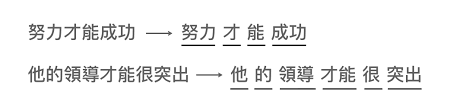 努力才能成功 → 努力 才 能 成功
他的領導才能很突出 → 他 的 領導 才能 很 突出